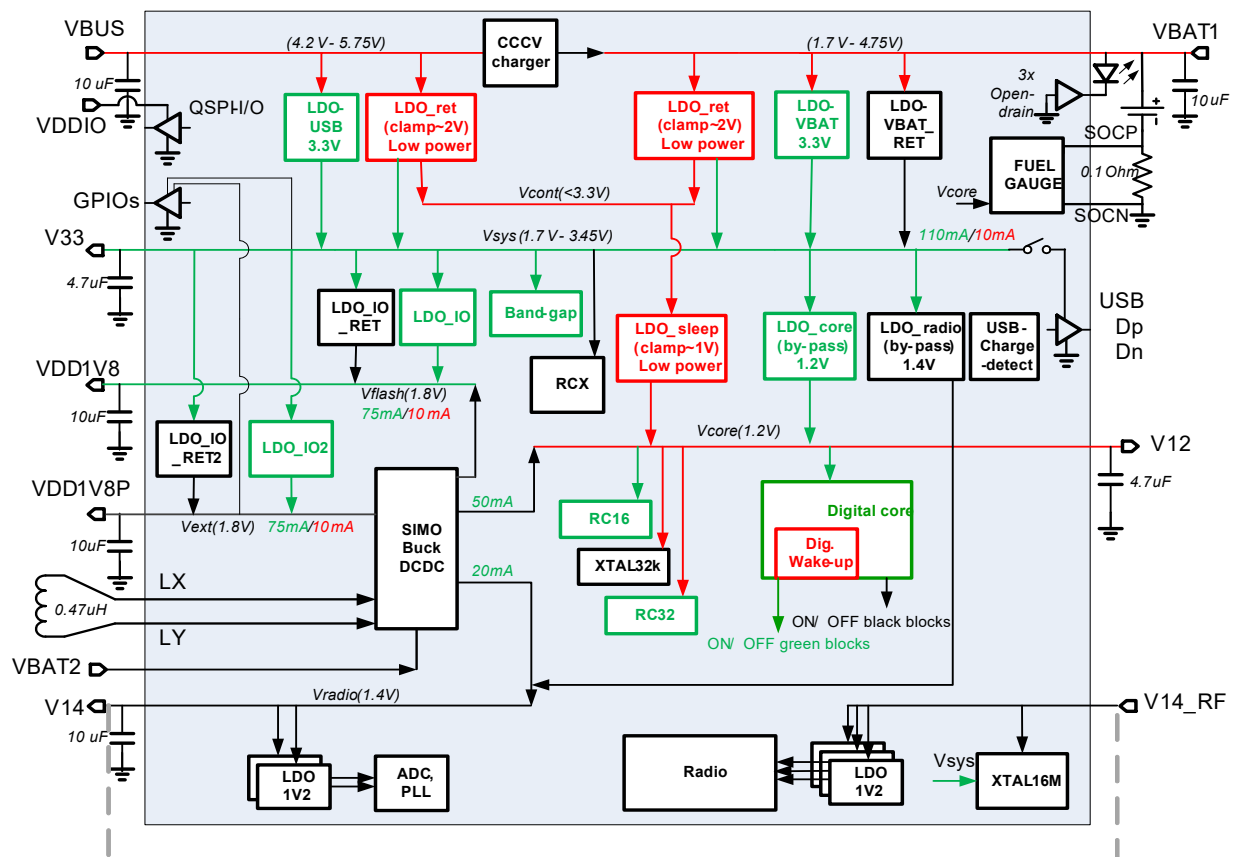 VBUS
(4.2 V - 5.75V)
CCCV
charger
(1.7 V - 4.75V)
VBAT1
10 uF
QSPI-I/O
VDDIO
LDO-
USB
3.3V
LDO_ret
(clamp~2V)
Low power
LDO_ret
(clamp~2V)
Low power
LDO-
VBAT
3.3V
LDO-
VBAT_
RET
3x
Open-
drain
10uF
SOCP
FUEL
GAUGE
0.1 Ohm
SOCN
Vcore
GPIOs
Vcont(<3.3V)
V33
Vsys(1.7 V - 3.45V)
110mA/10mA
4.7uF
LDO_IO
_RET
LDO_IO
Band-gap
LDO_sleep
(clamp~1V)
Low power
LDO_core
(by-pass)
1.2V
LDO_radio
(by-pass)
1.4V
USB-
Charge
-detect
USB
Dp
Dn
RCX
VDD1V8
Vflash(1.8V)
75mA/10 mA
10uF
LDO_IO
_RET2
LDO_IO2
Vcore(1.2V)
V12
4.7uF
VDD1V8P
Vext(1.8V)
75mA/10 mA
10uF
SIMO
Buck
DCDC
50mA
20mA
RC16
XTAL32k
RC32
Digital core
Dig.
Wake-up
ON/ OFF black blocks
ON/ OFF green blocks
LX
0.47uH
LY
VBAT2
V14
Vradio(1.4V)
V14_RF
10 uF
LDO
1V2
ADC,
PLL
Radio
LDO
1V2
Vsys
XTAL16M